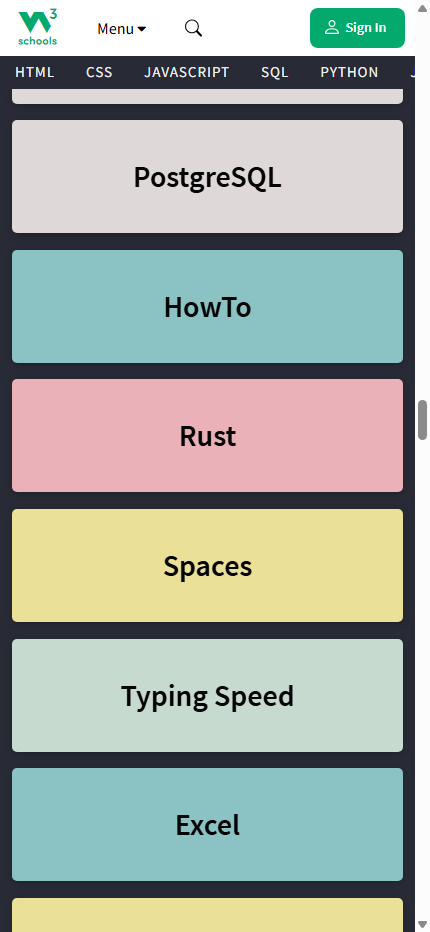 W3
schools
Menu
Sign In
HTML CSS JAVASCRIPT SQL PYTHON
PostgreSQL
HowTo
Rust
Spaces
Typing Speed
Excel